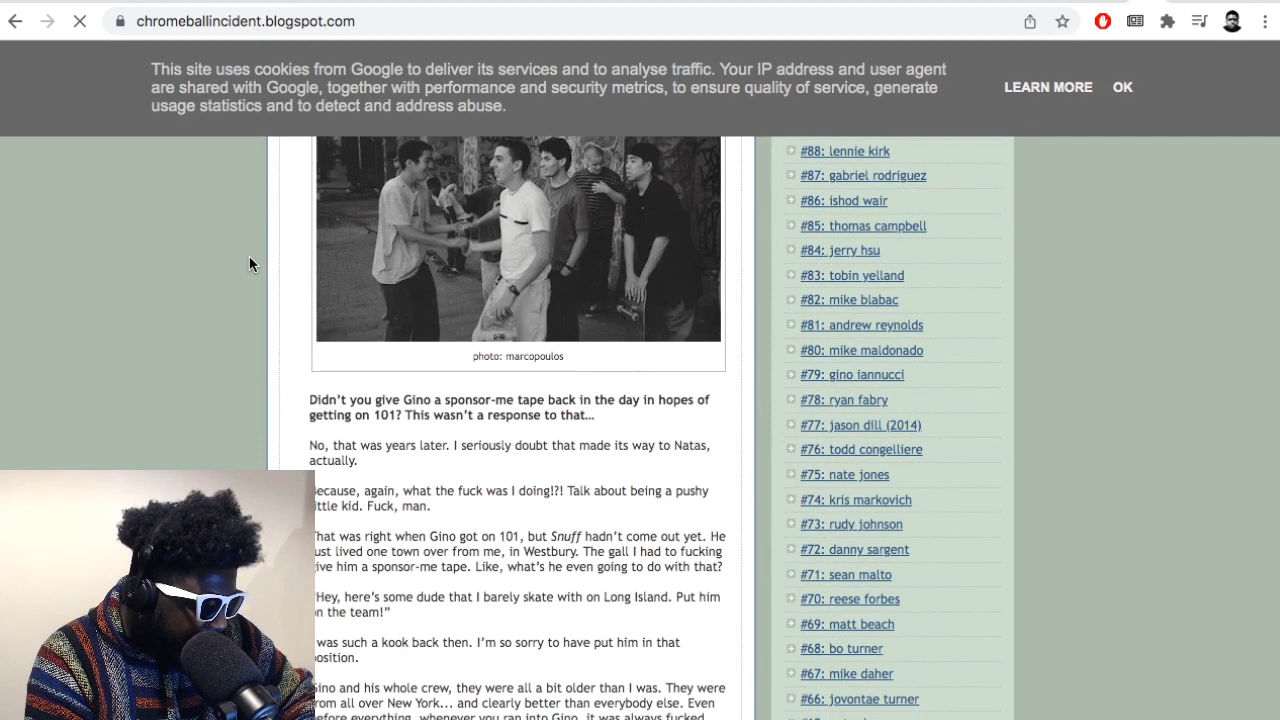 chromeballincident.blogspot.com
This site uses cookies from Google to deliver its services and to analyse traffic. Your IP address and user agent
are shared with Google, together with performance and security metrics, to ensure quality of service, generate
usage statistics and to detect and address abuse.
LEARN MORE
OK
photo: marcopoulos
Didn't you give Gino a sponsor-me tape back in the day in hopes of
getting on 101? This wasn't a response to that...
No, that was years later. I seriously doubt that made its way to Natas,
actually.
Because, again, what the fuck was I doing!?! Talk about being a pushy
little kid. Fuck, man.
That was right when Gino got on 101, but Snuff hadn't come out yet. He
just lived one town over from me, in Westbury. The gall I had to fucking
give him a sponsor-me tape. Like, what's he even going to do with that?
"Hey, here's some dude that I barely skate with on Long Island. Put him
on the team!"
was such a kook back then. I'm so sorry to have put him in that
position.
Gino and his whole crew, they were all a bit older than I was. They were
from all over New York... and clearly better than everybody else. Even
before everything, whenever you ran into Gino, it was always fucked
#88: lennie kirk
#87: gabriel rodriguez
#86: ishod wair
#85: thomas campbell
#84: jerry hsu
#83: tobin yelland
#82: mike blabac
#81: andrew reynolds
#80: mike maldonado
#79: gino iannucci
#78: ryan fabry
#77: jason dill (2014)
#76: todd congelliere
#75: nate jones
#74: kris markovich
#73: rudy johnson
#72: danny sargent
#71: sean malto
#70: reese forbes
#69: matt beach
#68: bo turner
#67: mike daher
#66: jovontae turner